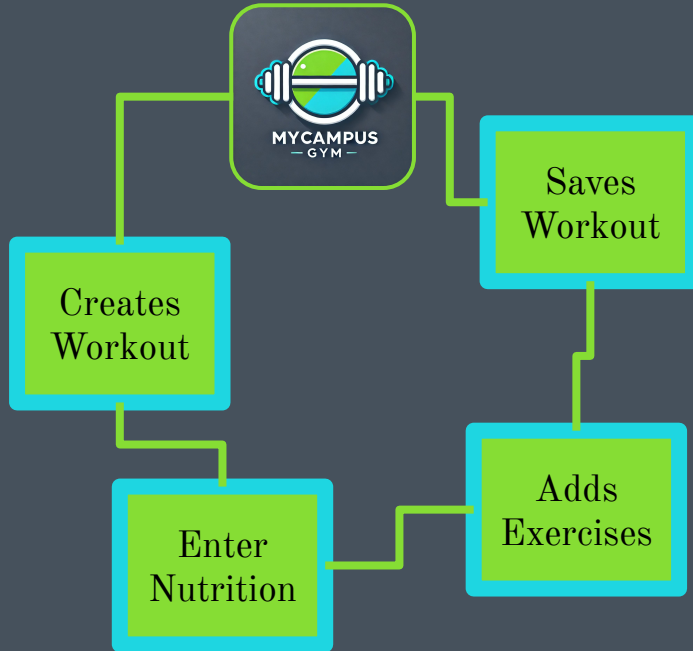 MYCAMPUS
GYM
Saves
Workout
Creates
Workout
Adds
Exercises
Enter
Nutrition